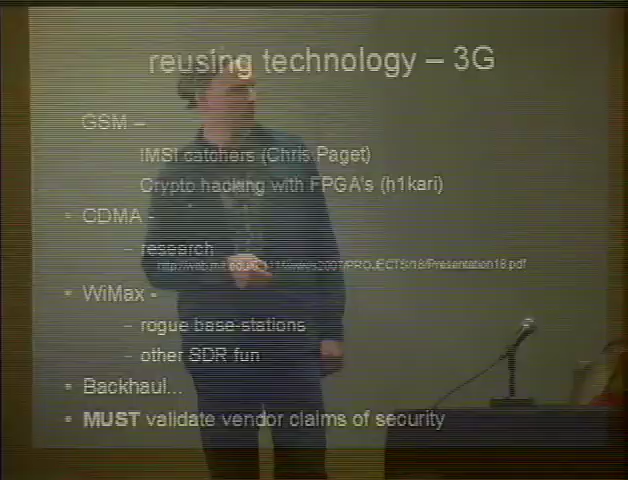 reusing technology – 3G
GSM –
IMSI catchers (Chris Paget)
Crypto hacking with FPGA's (h1kari)
• CDMA -
– research
• WiMax -
– rogue base-stations
– other SDR fun
• Backhaul...
• MUST validate vendor claims of security